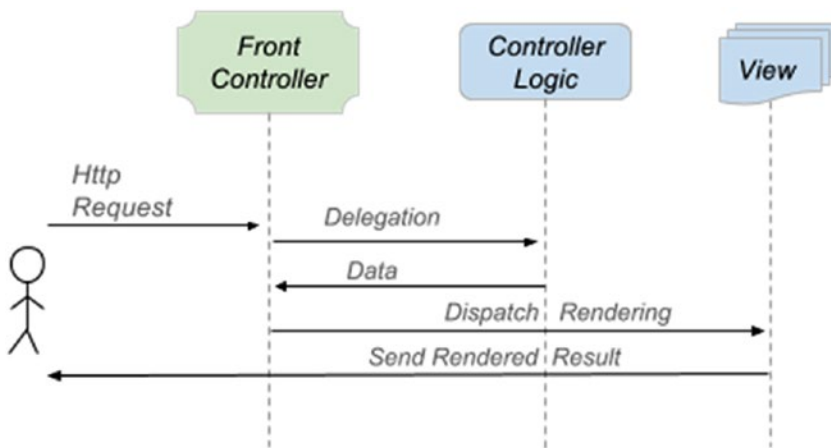 Front
Controller
Controller
Logic
View
Http
Request
Delegation
Data
Dispatch Rendering
Send Rendered Result